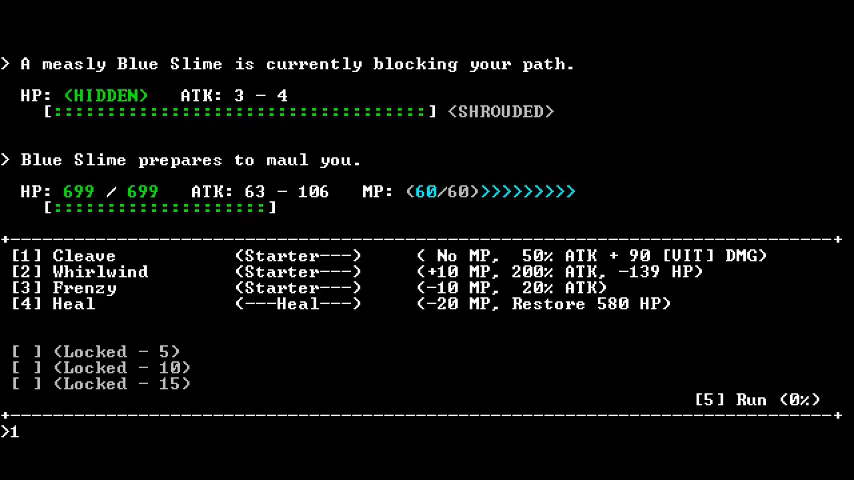 > A measly Blue Slime is currently blocking your path.
HP: (HIDDEN)   ATK: 3 - 4
[:::::::::::::::::::::::::::::::::::] <SHROUDED>
> Blue Slime prepares to maul you.
HP: 699 / 699   ATK: 63 - 106   MP: (60/60)>>>>>>>>>
[::::::::::::::::::::]
+-----------------------------------------------------------------------------+
[1] Cleave           (Starter---)     ( No MP,  50% ATK + 90 [VIT] DMG)
[2] Whirlwind        (Starter---)     (+10 MP, 200% ATK, -139 HP)
[3] Frenzy           (Starter---)     (-10 MP,  20% ATK)
[4] Heal             (---Heal---)     (-20 MP, Restore 580 HP)
[ ] (Locked - 5)
[ ] (Locked - 10)
[ ] (Locked - 15)
[5] Run (0%)
+-----------------------------------------------------------------------------+
>1